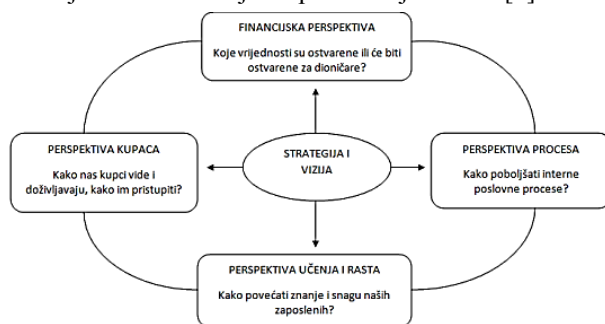 FINANCIJSKA PERSPEKTIVA
Koje vrijednosti su ostvarene ili će biti
ostvarene za dioničare?
PERSPEKTIVA KUPACA
Kako nas kupci vide i
doživljavaju, kako im pristupiti?
STRATEGIJA I
VIZIJA
PERSPEKTIVA PROCESA
Kako poboljšati interne
poslovne procese?
PERSPEKTIVA UČENJA I RASTA
Kako povećati znanje i snagu naših
zaposlenih?